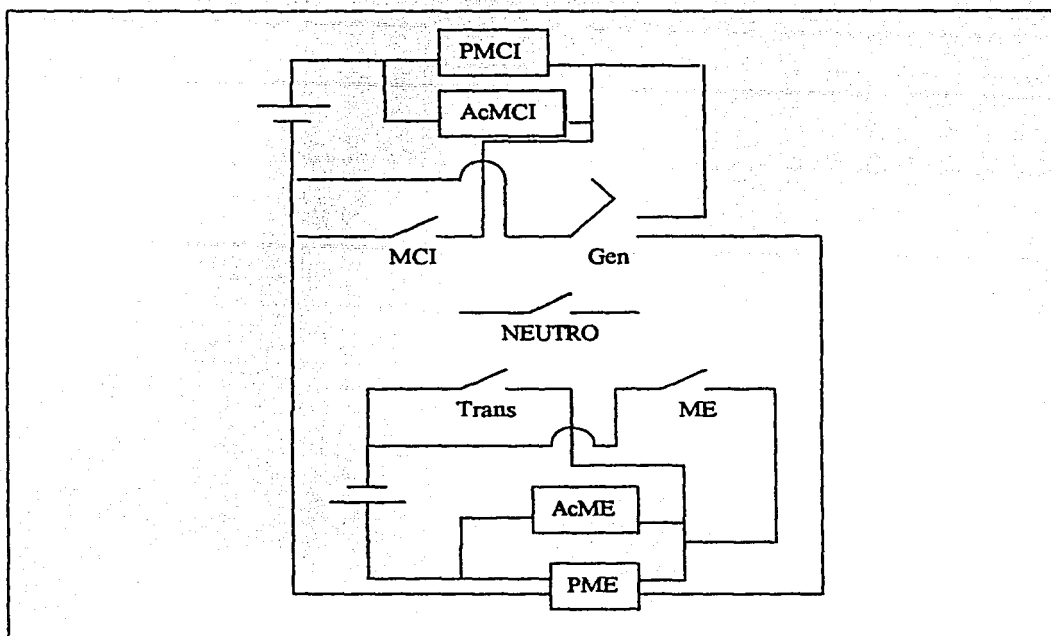 PMCI
AcMCI
MCI
Gen
NEUTRO
Trans
ME
AcME
PME